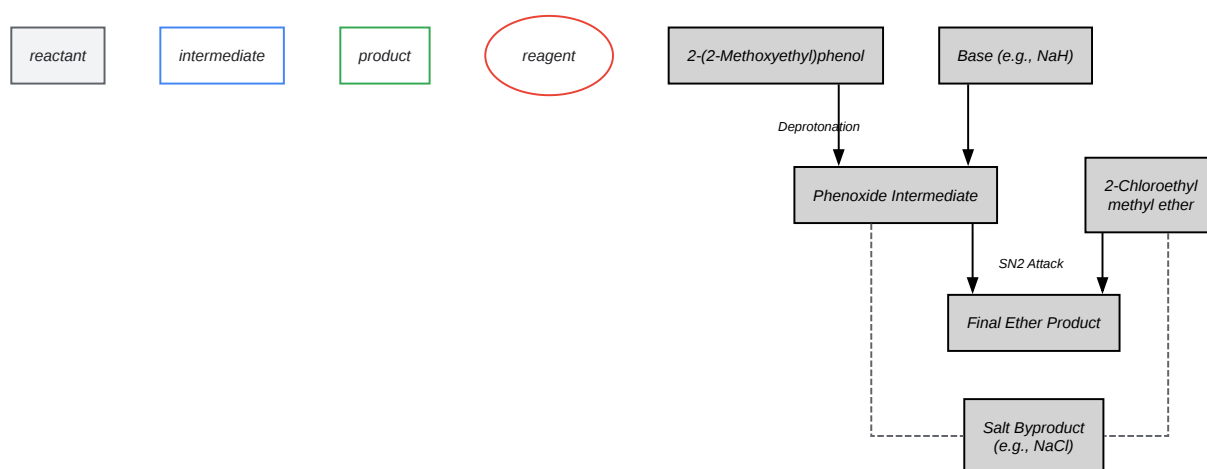 reactant
intermediate
product
reagent
2-(2-Methoxyethyl)phenol
Base (e.g., NaH)
Deprotonation
Phenoxide Intermediate
2-Chloroethyl
methyl ether
SN2 Attack
Final Ether Product
Salt Byproduct
(e.g., NaCl)